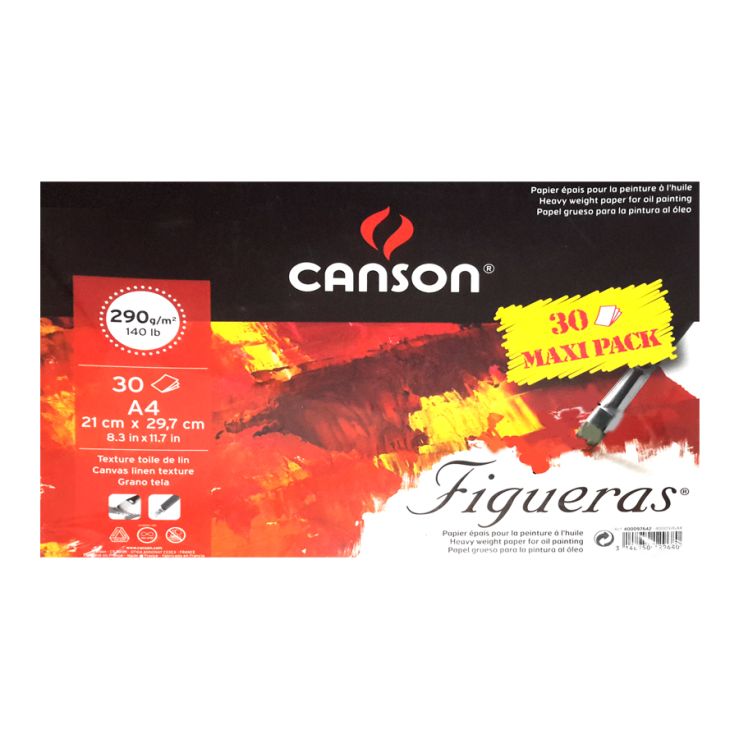 Papier épais pour la peinture à l'huile
Heavy weight paper for oil painting
Papel grueso para la pintura al óleo
CANSON®
290g/m²
140 lb
30
MAXI PACK
30
A4
21 cm x 29,7 cm
8.3 in x 11.7 in
Texture toile de lin
Canvas linen texture
Grano tela
Figueras®
Papier épais pour la peinture à l'huile
Heavy weight paper for oil painting
Papel grueso para la pintura al óleo
www.canson.com